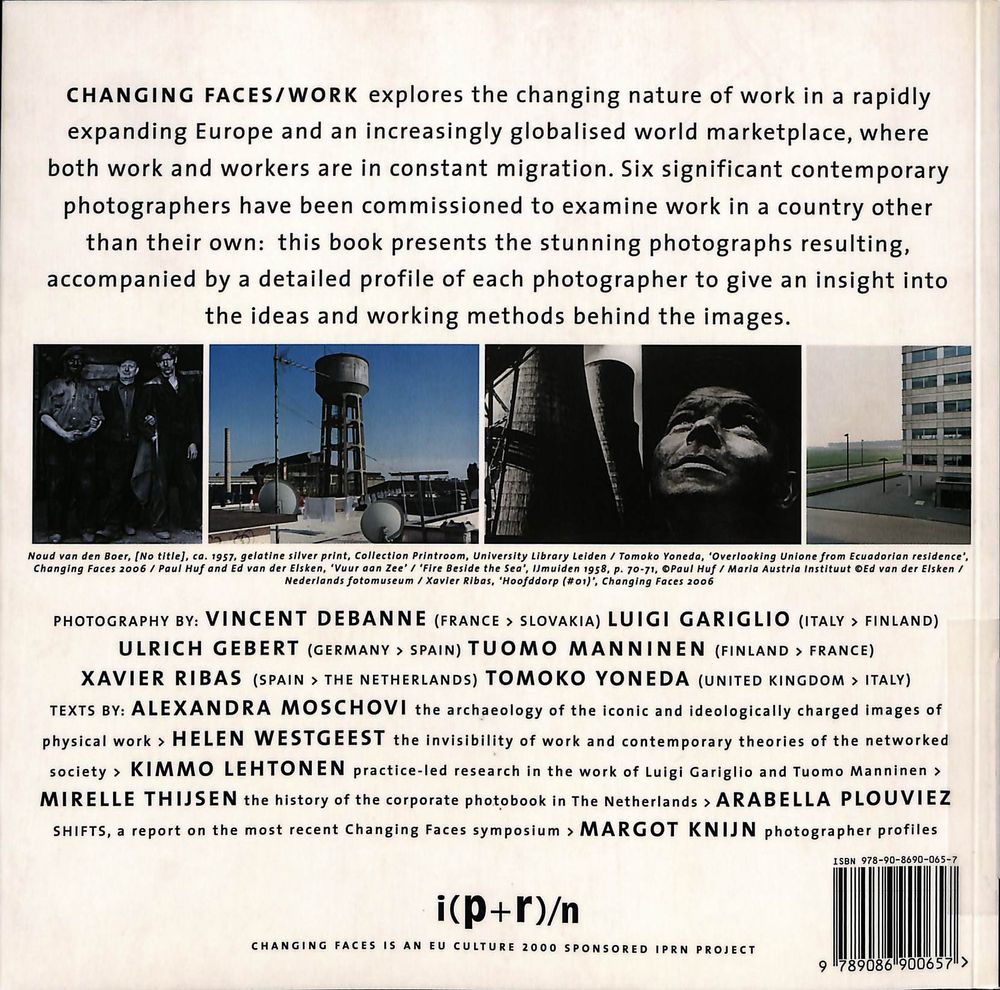 CHANGING FACES/WORK explores the changing nature of work in a rapidly
expanding Europe and an increasingly globalised world marketplace, where
both work and workers are in constant migration. Six significant contemporary
photographers have been commissioned to examine work in a country other
than their own: this book presents the stunning photographs resulting,
accompanied by a detailed profile of each photographer to give an insight into
the ideas and working methods behind the images.
Noud van den Boer, [No title], ca. 1957, gelatine silver print, Collection Printroom, University Library Leiden / Tomoko Yoneda, ‘Overlooking Unione from Ecuadorian residence’,
Changing Faces 2006 / Paul Huf and Ed van der Elsken, ‘Vuur aan Zee’ / ‘Fire Beside the Sea’, IJmuiden 1958, p. 70-71, ©Paul Huf / Maria Austria Instituut ©Ed van der Elsken /
Nederlands fotomuseum / Xavier Ribas, ‘Hoofddorp (#01)’, Changing Faces 2006
PHOTOGRAPHY BY: VINCENT DEBANNE (FRANCE > SLOVAKIA) LUIGI GARIGLIO (ITALY > FINLAND)
ULRICH GEBERT (GERMANY > SPAIN) TUOMO MANNINEN (FINLAND > FRANCE)
XAVIER RIBAS (SPAIN > THE NETHERLANDS) TOMOKO YONEDA (UNITED KINGDOM > ITALY)
TEXTS BY: ALEXANDRA MOSCHOVI the archaeology of the iconic and ideologically charged images of
physical work > HELEN WESTGEEST the invisibility of work and contemporary theories of the networked
society > KIMMO LEHTONEN practice-led research in the work of Luigi Gariglio and Tuomo Manninen >
MIRELLE THIJSEN the history of the corporate photobook in The Netherlands > ARABELLA PLOUVIEZ
SHIFTS, a report on the most recent Changing Faces symposium > MARGOT KNIJN photographer profiles
ISBN 978-90-8690-065-7
i(p+r)/n
CHANGING FACES IS AN EU CULTURE 2000 SPONSORED IPRN PROJECT
9 789086 900657 >